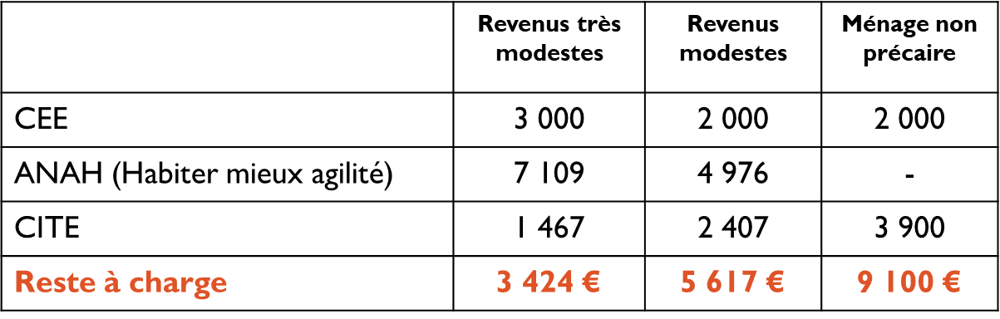 Revenus très modestes | Revenus modestes | Ménage non précaire
CEE | 3 000 | 2 000 | 2 000
ANAH (Habiter mieux agilité) | 7 109 | 4 976 | -
CITE | 1 467 | 2 407 | 3 900
Reste à charge | 3 424 € | 5 617 € | 9 100 €